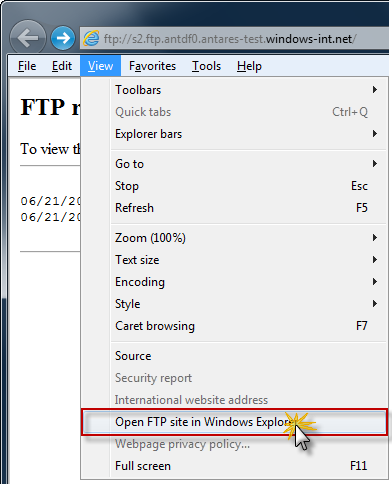 ftp://s2.ftp.antdf0.antares-test.windows-int.net/
File Edit View Favorites Tools Help
FTP
To view
06/21/20
06/21/20
Toolbars
Quick tabs Ctrl+Q
Explorer bars
Go to
Stop Esc
Refresh F5
Zoom (100%)
Text size
Encoding
Style
Caret browsing F7
Source
Security report
International website address
Open FTP site in Windows Explorer
Webpage privacy policy...
Full screen F11